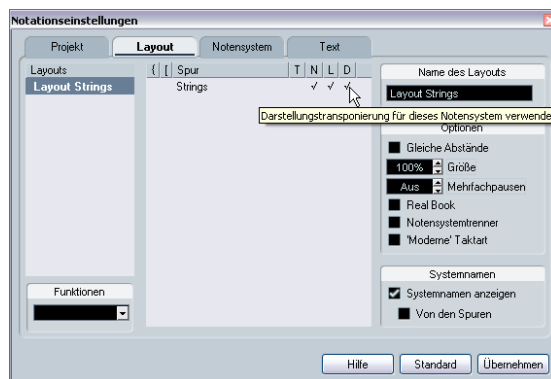 Notationseinstellungen
Projekt Layout Notensystem Text
Layouts
Layout Strings
Funktionen
{ [ Spur T N L D
Strings √ √ √
Darstellungstransponierung für dieses Notensystem verwende
Name des Layouts
Layout Strings
Optionen
Gleiche Abstände
100% Größe
Aus Mehrfachpausen
Real Book
Notensystemtrenner
'Moderne' Taktart
Systemnamen
Systemnamen anzeigen
Von den Spuren
Hilfe Standard Übernehmen